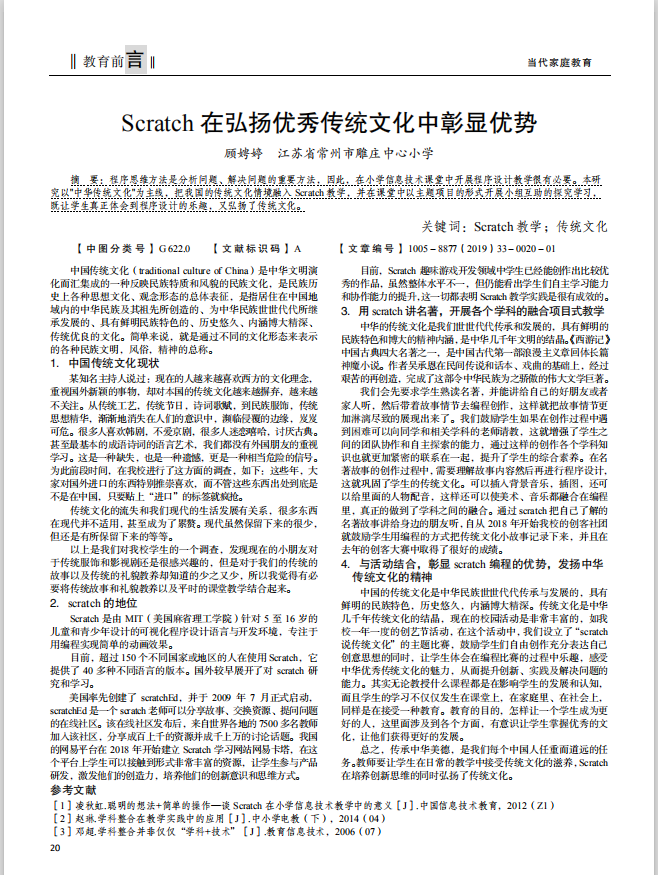 教育前言
当代家庭教育
Scratch 在弘扬优秀传统文化中彰显优势
顾娉婷 江苏省常州市雕庄中心小学
摘 要：程序思维方法是分析问题、解决问题的重要方法，因此，在小学信息技术课堂中开展程序设计教学很有必要。本研
究以"中华传统文化"为主线，把我国的传统文化情境融入 Scratch 教学，并在课堂中以主题项目的形式开展小组互助的探究学习，
既让学生真正体会到程序设计的乐趣，又弘扬了传统文化。
关键词：Scratch 教学；传统文化
【中图分类号】G622.0 【文献标识码】A 【文章编号】1005－8877（2019）33－0020－01
中国传统文化（traditional culture of China）是中华文明演
化而汇集成的一种反映民族特质和风貌的民族文化，是民族历
史上各种思想文化、观念形态的总体表征，是指居住在中国地
域内的中华民族及其祖先所创造的、为中华民族世世代代所继
承发展的、具有鲜明民族特色的、历史悠久、内涵博大精深、
传统优良的文化。简单来说，就是通过不同的文化形态来表示
的各种民族文明，风俗，精神的总称。
1. 中国传统文化现状
某知名主持人说过：现在的人越来越喜欢西方的文化理念，
重视国外新颖的事物，却对本国的传统文化越来越摒弃，越来越
不关注。从传统工艺，传统节日，诗词歌赋，到民族服饰，传统
思想精华，渐渐地消失在人们的意识中，濒临侵覆的边缘，岌岌
可危。很多人喜欢韩剧，不爱京剧，很多人迷恋嘻哈，讨厌古典。
甚至最基本的成语诗词的语言艺术，我们都没有外国朋友的重视
学习。这是一种缺失，也是一种遗憾，更是一种相当危险的信号。
为此前段时间，在我校进行了这方面的调查，如下：这些年，大
家对国外进口的东西特别推崇喜欢，而不管这些东西出处到底是
不是在中国，只要贴上“进口”的标签就疯抢。
传统文化的流失和我们现代的生活发展有关系，很多东西
在现代并不适用，甚至成为了累赘。现代虽然保留下来的很少，
但还是有所保留下来的等等。
以上是我们对我校学生的一个调查，发现现在的小朋友对
于传统服饰和影视剧还是很感兴趣的，但是对于我们的传统的
故事以及传统的礼貌教养却知道的少之又少，所以我觉得有必
要将传统故事和礼貌教养以及平时的课堂教学结合起来。
2. scratch 的地位
Scratch 是由 MIT（美国麻省理工学院）针对 5 至 16 岁的
儿童和青少年设计的可视化程序设计语言与开发环境，专注于
用编程实现简单的动画效果。
目前，超过 150 个不同国家或地区的人在使用 Scratch，它
提供了 40 多种不同语言的版本。国外较早展开了对 scratch 研
究和学习。
美国率先创建了 scratchEd，并于 2009 年 7 月正式启动，
scratchEd 是一个 scratch 老师可以分享故事、交换资源、提问问题
的在线社区。该在线社区发布后，来自世界各地的 7500 多名教师
加入该社区，分享成百上千的资源并成千上万的讨论话题。我国
的网易平台在 2018 年开始建立 Scratch 学习网站网易卡塔，在这
个平台上学生可以接触到形式非常丰富的资源，让学生参与产品
研发，激发他们的创造力，培养他们的创新意识和思维方式。
目前，Scratch 趣味游戏开发领域中学生已经能创作出比较优
秀的作品，虽然整体水平不一，但仍能看出学生们自主学习能力
和协作能力的提升，这一切都表明 Scratch 教学实践是很有成效的。
3. 用 scratch 讲名著，开展各个学科的融合项目式教学
中华的传统文化是我们世世代代传承和发展的，具有鲜明的
民族特色和博大的精神内涵，是中华几千年文明的结晶。《西游记》
中国古典四大名著之一，是中国古代第一部浪漫主义章回体长篇
神魔小说。作者吴承恩在民间传说和话本、戏曲的基础上，经过
艰苦的再创造，完成了这部令中华民族为之骄傲的伟大文学巨著。
我们会先要求学生熟读名著，并能讲给自己的好朋友或者
家人听，然后带着故事情节去编程创作，这样就把故事情节更
加淋漓尽致的展现出来了。我们鼓励学生如果在创作过程中遇
到困难可以向同学和相关学科的老师请教，这就增强了学生之
间的团队协作和自主探索的能力，通过这样的创作各个学科知
识也就更加紧密的联系在一起，提升了学生的综合素养。在名
著故事的创作过程中，需要理解故事内容然后再进行程序设计，
这就巩固了学生的传统文化。可以插入背景音乐，插图，还可
以给里面的人物配音，这样还可以使美术、音乐都融合在编程
里，真正的做到了学科之间的融合。通过 scratch 把自己了解的
名著故事讲给身边的朋友听，自从 2018 年开始我校的创客社团
就鼓励学生用编程的方式把传统文化小故事记录下来，并且在
去年的创客大赛中取得了很好的成绩。
4. 与活动结合，彰显 scratch 编程的优势，发扬中华
传统文化的精神
中国的传统文化是中华民族世世代代传承与发展的，具有
鲜明的民族特色，历史悠久，内涵博大精深。传统文化是中华
几千年传统文化的结晶，现在的校园活动是非常丰富的，如我
校一年一度的创艺节活动，在这个活动中，我们设立了“scratch
说传统文化”的主题比赛，鼓励学生们自由创作充分表达自己
创意思想的同时，让学生体会在编程比赛的过程中乐趣，感受
中华优秀传统文化的魅力，从而提升创新、实践及解决问题的
能力。其实无论教授什么课程都是在影响学生的发展和认知，
而且学生的学习不仅仅发生在课堂上，在家庭里、在社会上，
同样是在接受一种教育。教育的目的，怎样让一个学生成为更
好的人，这里面涉及到各个方面，有意识让学生掌握优秀的文
化，让他们获得更好的发展。
总之，传承中华美德，是我们每个中国人任重而道远的任
务。教师要让学生在日常的教学中接受传统文化的滋养，Scratch
在培养创新思维的同时弘扬了传统文化。
参考文献
［1］凌秋虹.聪明的想法+简单的操作—谈 Scratch 在小学信息技术教学中的意义［J］.中国信息技术教育，2012（Z1）
［2］赵琳.学科整合在教学实践中的应用［J］.中小学电教（下），2014（04）
［3］邓超.学科整合并非仅仅“学科+技术”［J］.教育信息技术，2006（07）
20